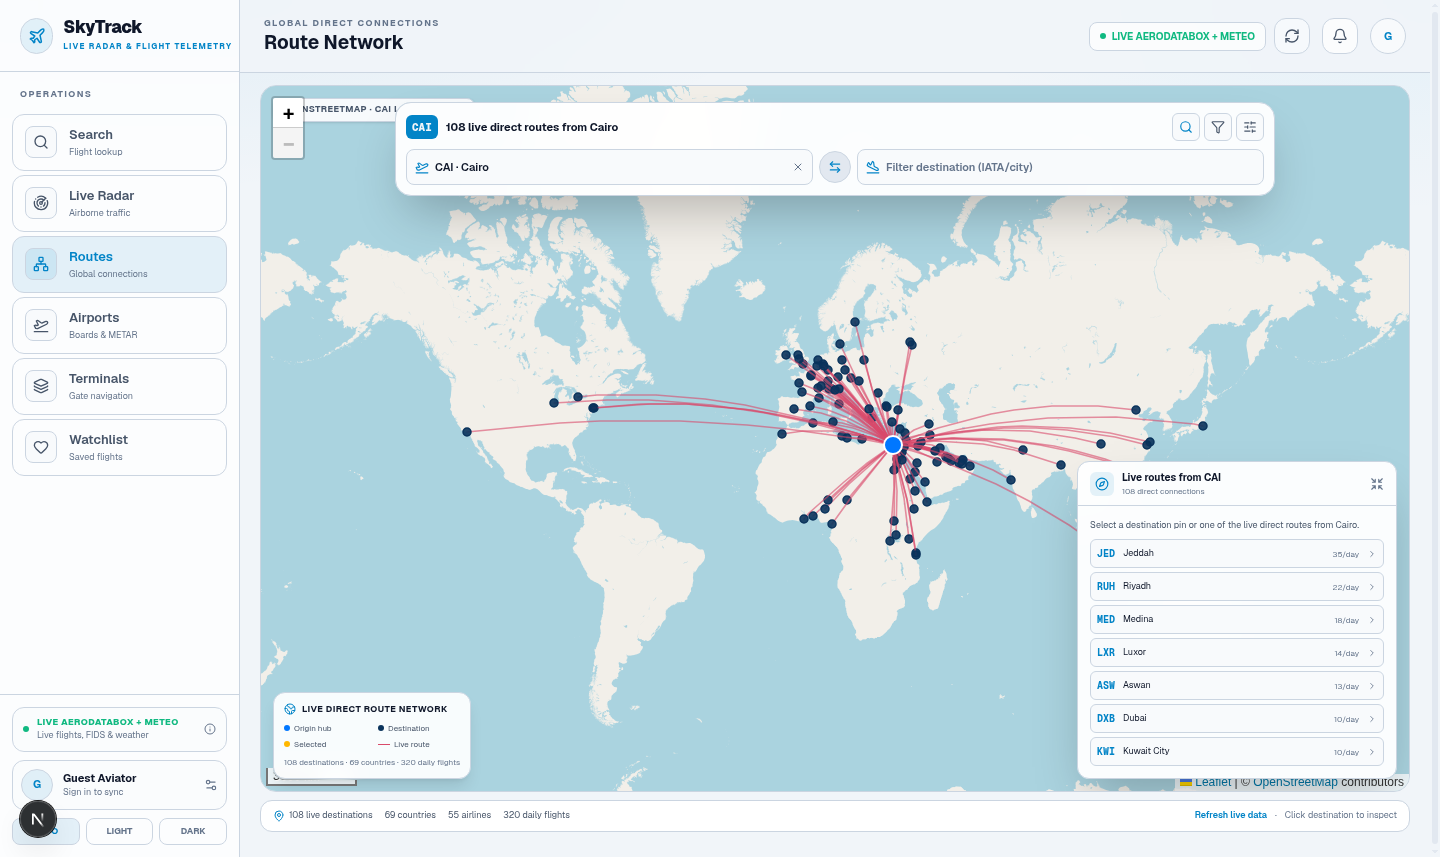 SkyTrack
LIVE RADAR & FLIGHT TELEMETRY
OPERATIONS
Search
Flight lookup
Live Radar
Airborne traffic
Routes
Global connections
Airports
Boards & METAR
Terminals
Gate navigation
Watchlist
Saved flights
LIVE AERODATABOX + METEO
Live flights, FIDS & weather
G
Guest Aviator
Sign in to sync
N
LIGHT
DARK
GLOBAL DIRECT CONNECTIONS
Route Network
LIVE AERODATABOX + METEO
G
+
−
NSTREETMAP · CAI
CAI
108 live direct routes from Cairo
CAI · Cairo
Filter destination (IATA/city)
Live routes from CAI
108 direct connections
Select a destination pin or one of the live direct routes from Cairo.
JED Jeddah 35/day
RUH Riyadh 22/day
MED Medina 18/day
LXR Luxor 14/day
ASW Aswan 13/day
DXB Dubai 10/day
KWI Kuwait City 10/day
LIVE DIRECT ROUTE NETWORK
Origin hub
Destination
Selected
Live route
108 destinations · 69 countries · 320 daily flights
Leaflet | © OpenStreetMap contributors
108 live destinations 69 countries 55 airlines 320 daily flights
Refresh live data · Click destination to inspect